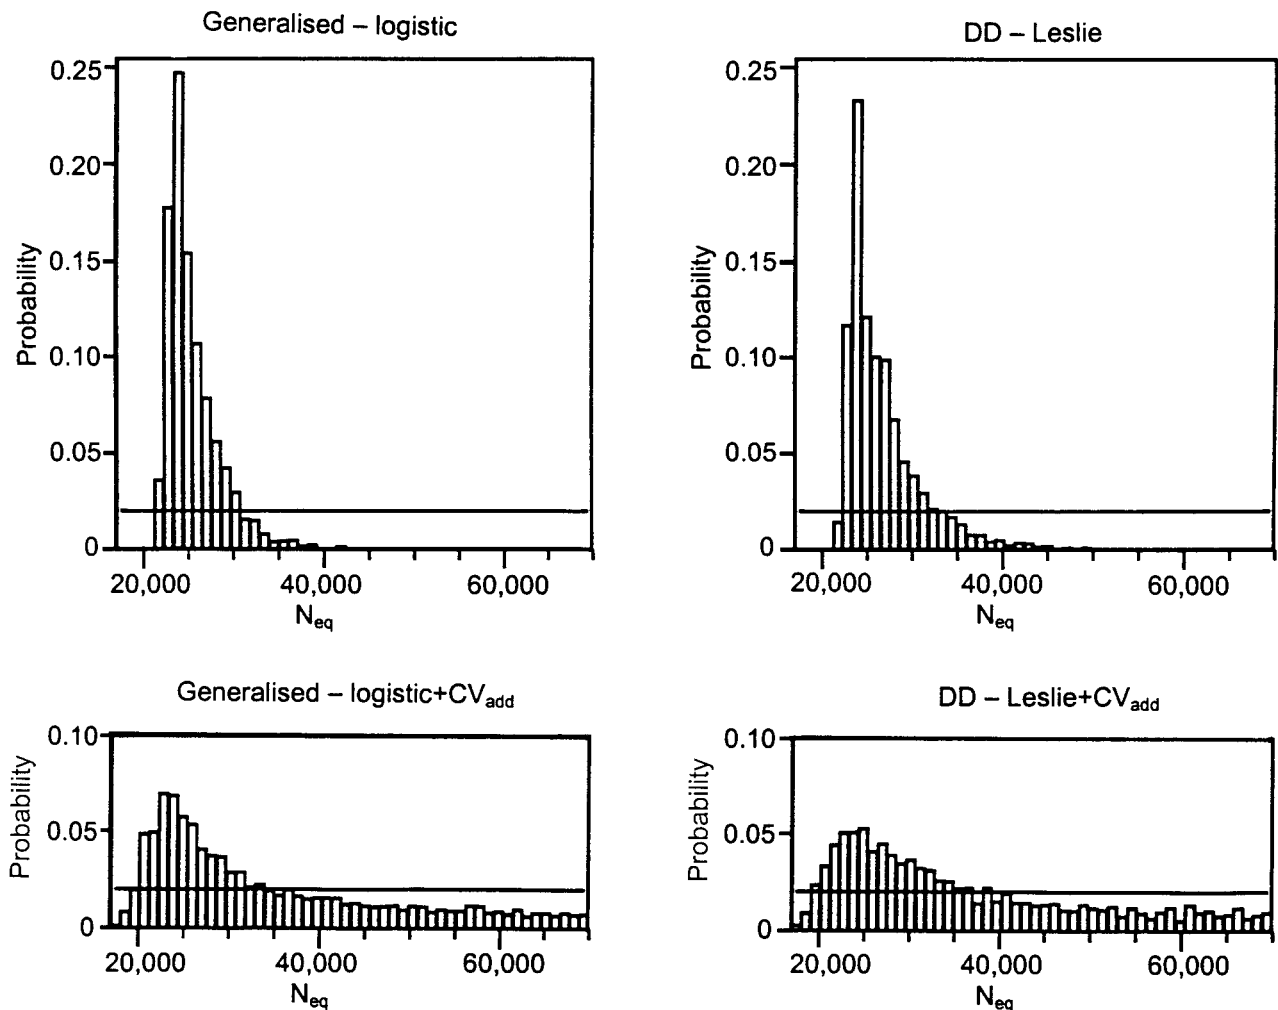 Generalised – logistic
0.25
0.20
0.15
0.10
0.05
0
Probability
20,000 40,000 60,000
Neq
DD – Leslie
0.25
0.20
0.15
0.10
0.05
0
Probability
20,000 40,000 60,000
Neq
Generalised – logistic+CVadd
0.10
0.05
0
Probability
20,000 40,000 60,000
Neq
DD – Leslie+CVadd
0.10
0.05
0
Probability
20,000 40,000 60,000
Neq